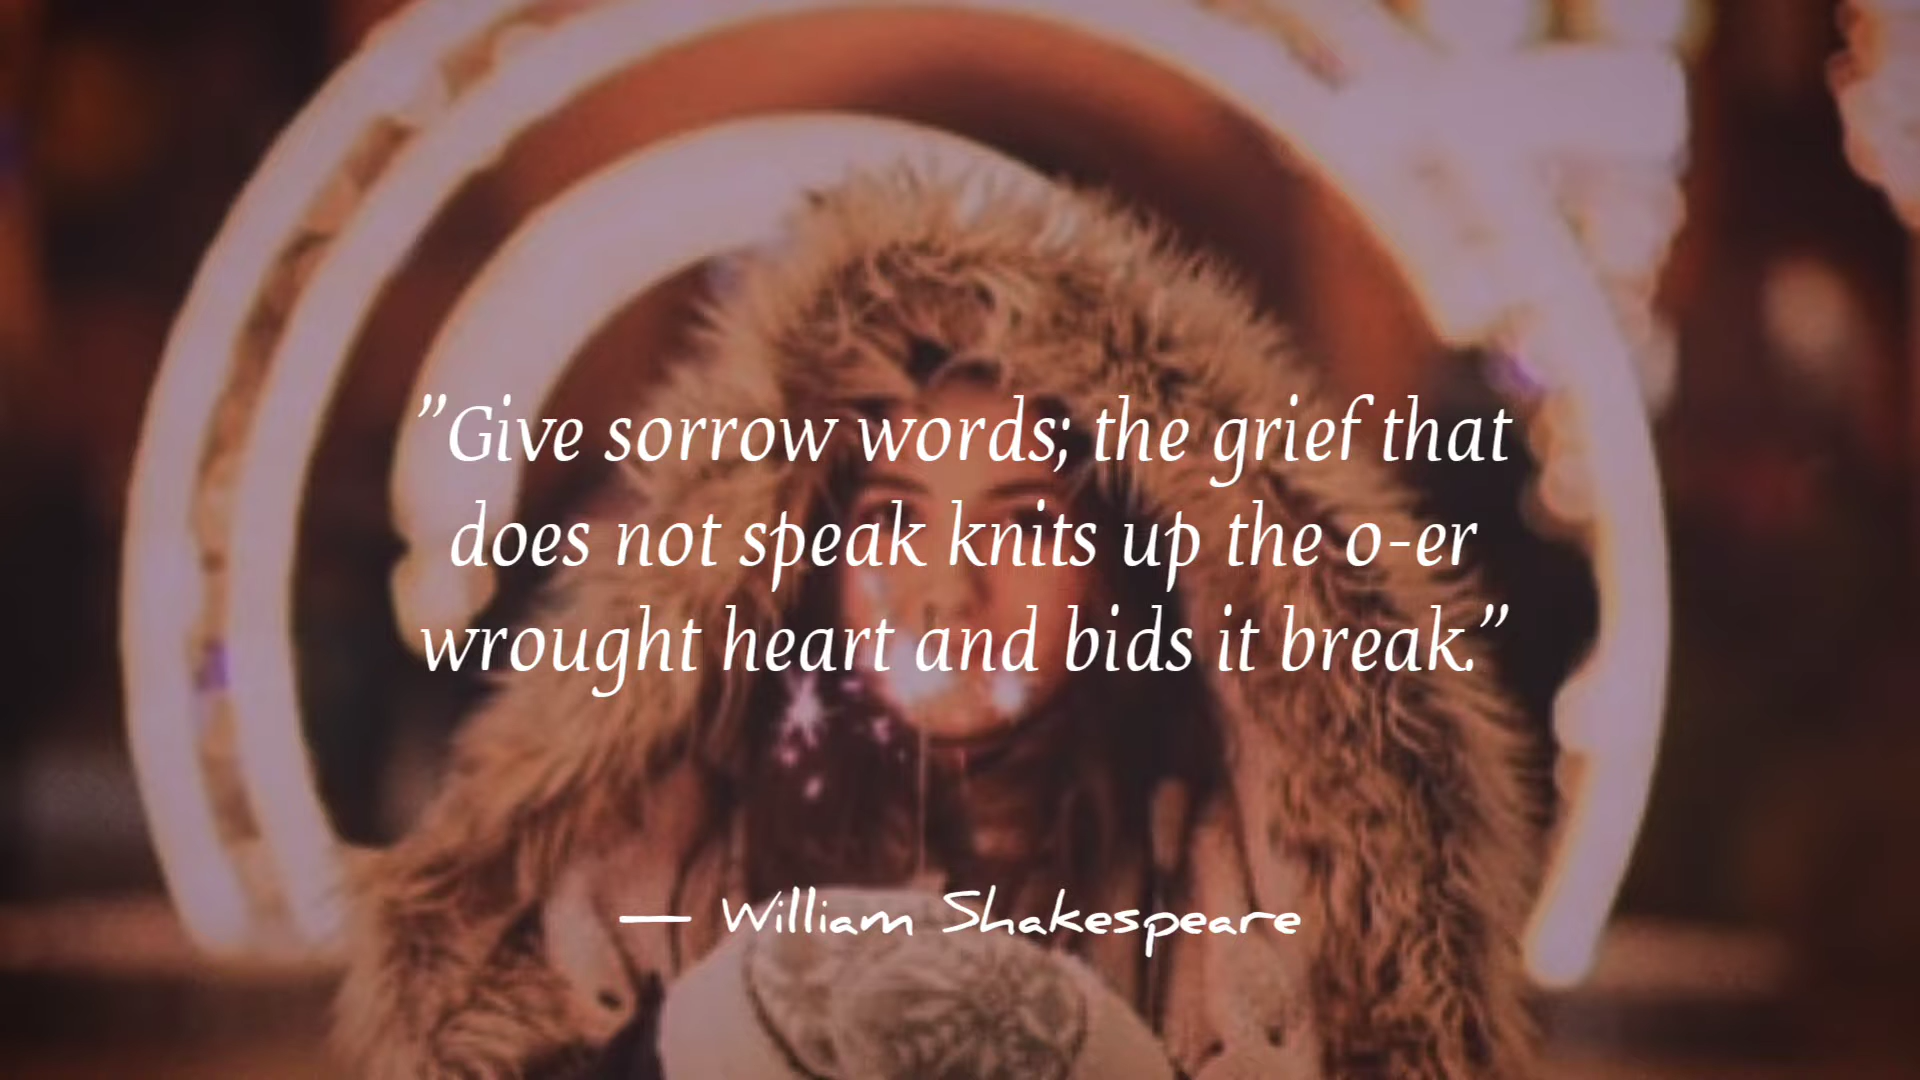 ”Give sorrow words; the grief that
does not speak knits up the o-er
wrought heart and bids it break.”
— William Shakespeare